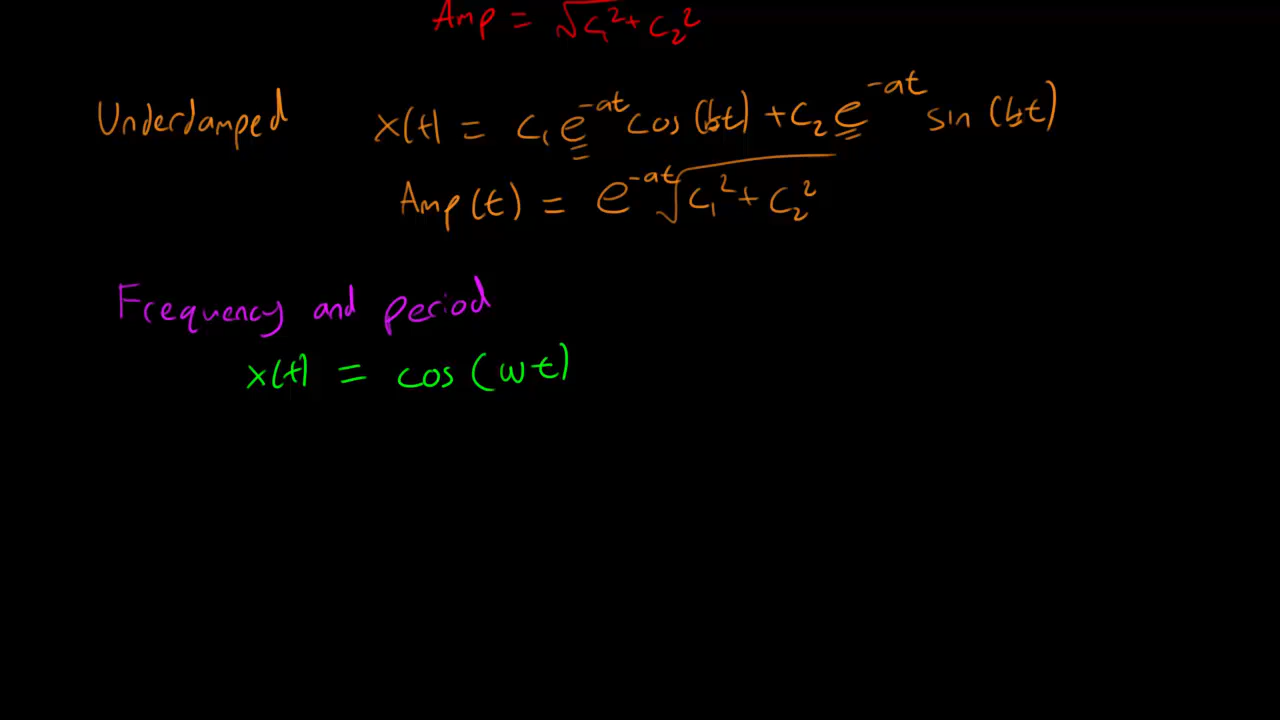 Amp = √c₁² + c₂²
Underdamped x(t) = c₁e^-at cos(bt) + c₂e^-at sin(bt)
Amp(t) = e^-at √c₁² + c₂²
Frequency and period
x(t) = cos(ωt)